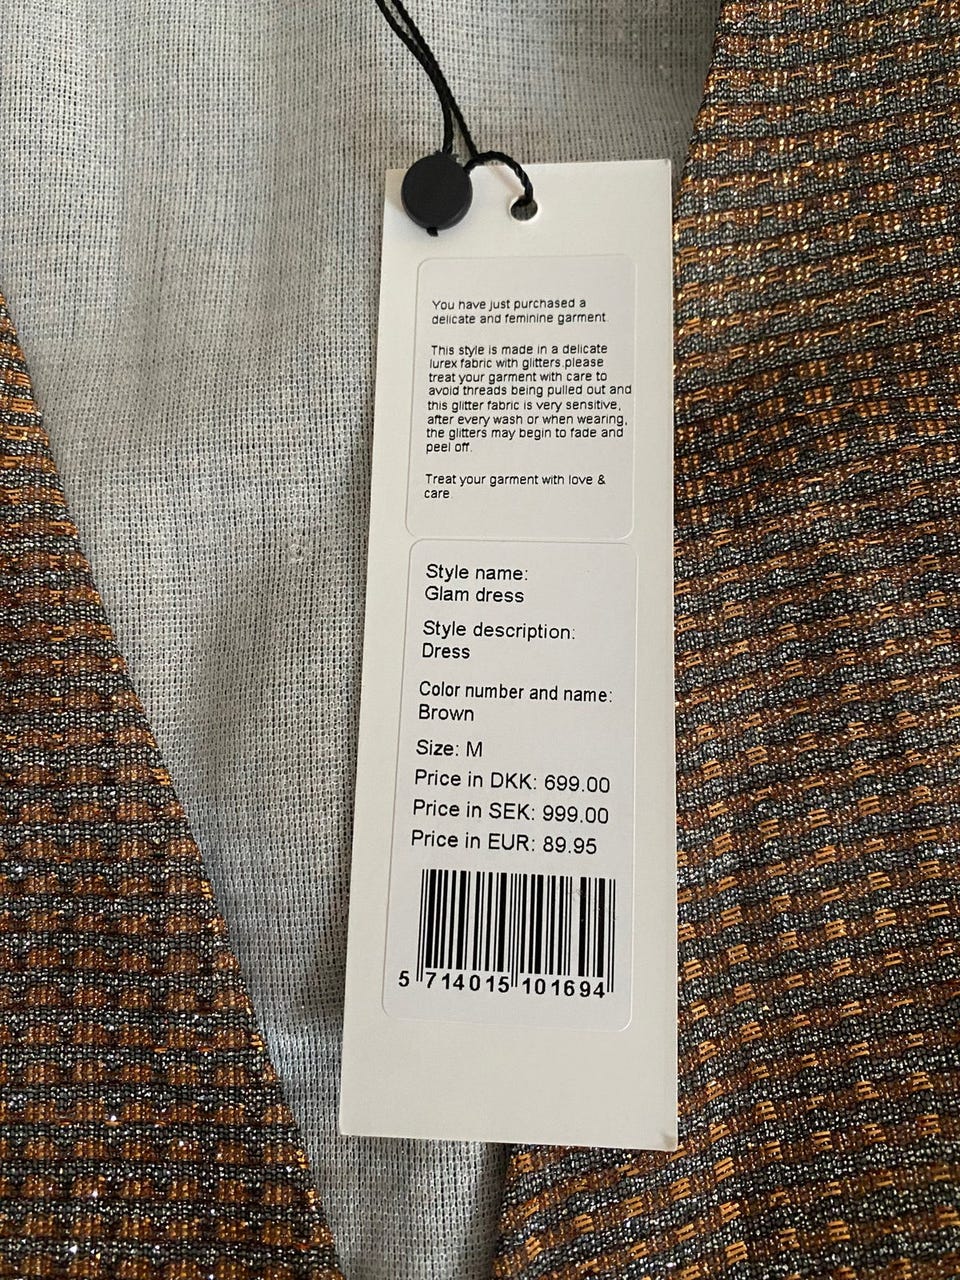 You have just purchased a
delicate and feminine garment.
This style is made in a delicate
lurex fabric with glitters,please
treat your garment with care to
avoid threads being pulled out and
this glitter fabric is very sensitive,
after every wash or when wearing,
the glitters may begin to fade and
peel off.
Treat your garment with love &
care.
Style name:
Glam dress
Style description:
Dress
Color number and name:
Brown
Size: M
Price in DKK: 699.00
Price in SEK: 999.00
Price in EUR: 89.95
5 714015 101694